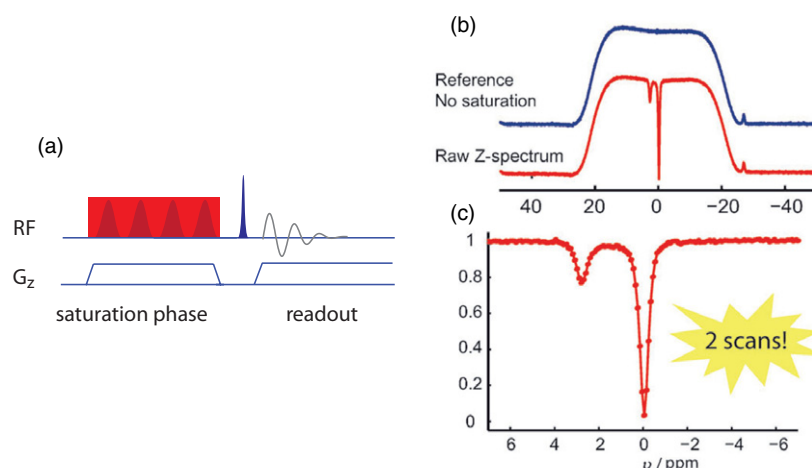 (a)
RF
Gz
saturation phase readout
(b)
Reference
No saturation
Raw Z-spectrum
40 20 0 −20 −40
(c)
1
0.8
0.6
0.4
0.2
0
2 scans!
6 4 2 0 −2 −4 −6
υ / ppm